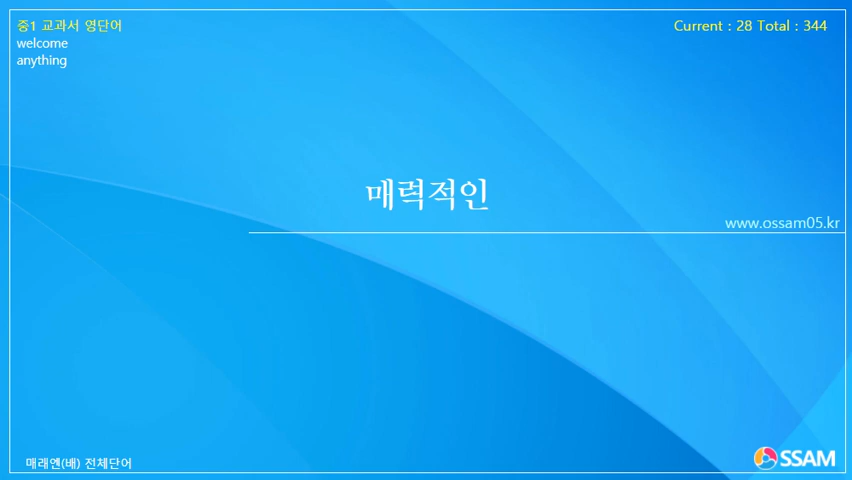 중1 교과서 영단어
Current : 28 Total : 344
welcome
anything
매력적인
www.ossam05.kr
매래엔(배) 전체단어
OSSAM